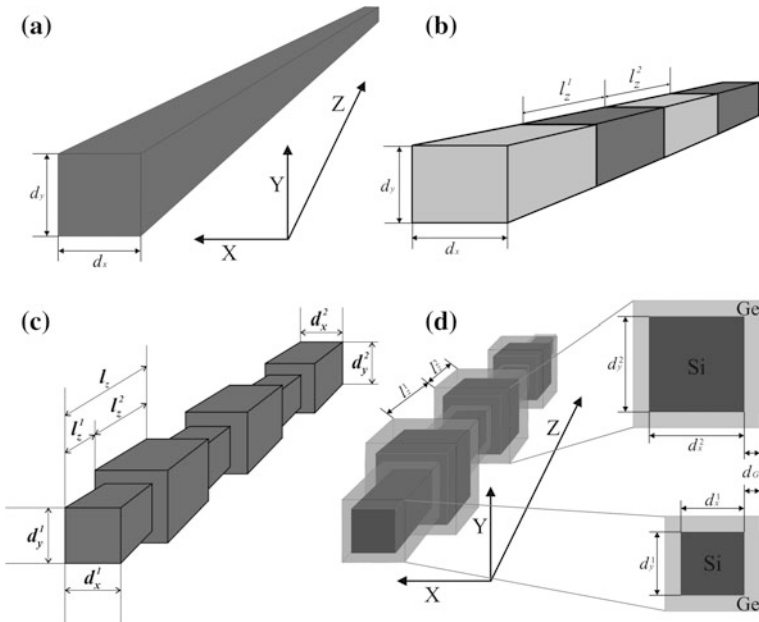 (a)
d_y
d_x
X
Y
Z
(b)
l_z^1
l_z^2
d_y
d_x
(c)
l_z
l_z^1
l_z^2
d_x^2
d_y^2
d_y^1
d_x^1
(d)
l_z^1
l_z^2
Z
Y
X
Ge
Si
d_y^2
d_x^2
d_G
d_x^1
d_y^1
Si
Ge